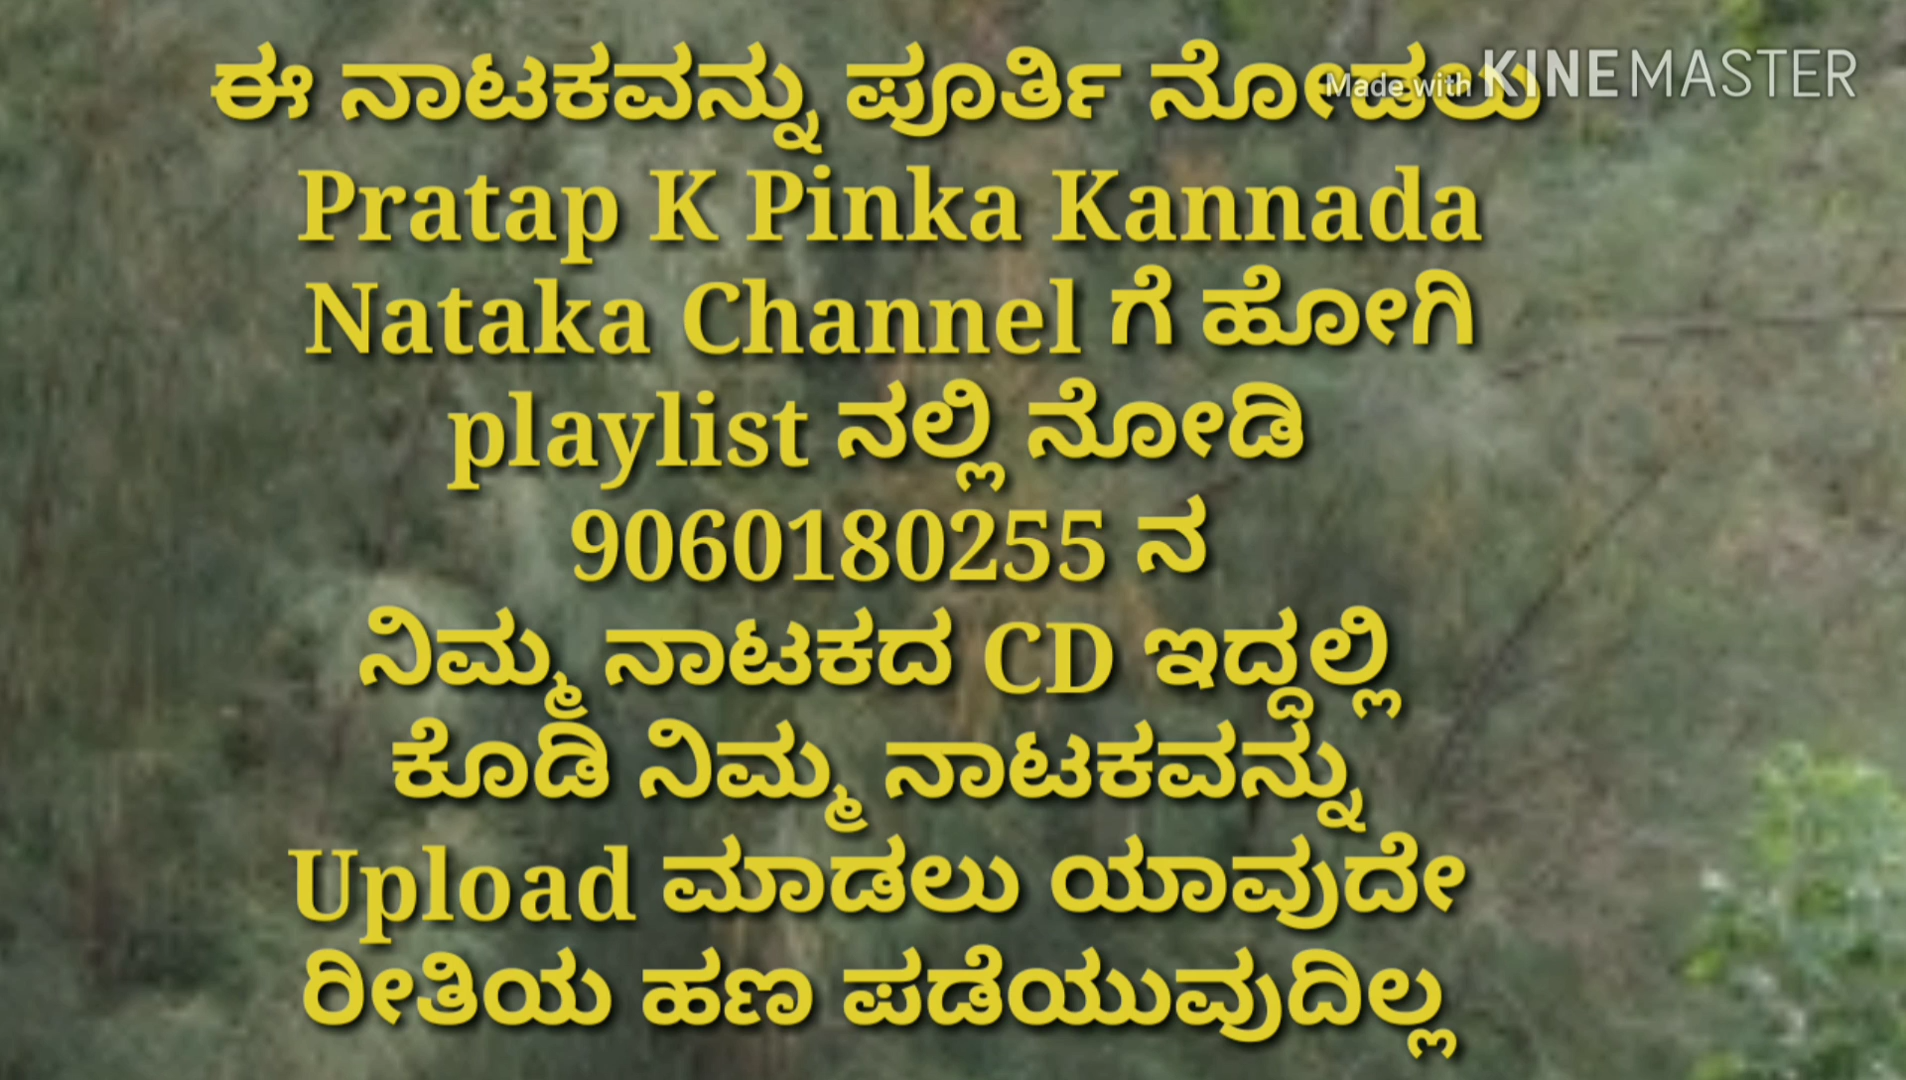 ಈ ನಾಟಕವನ್ನು ಪೂರ್ತಿ ನೋಡಲು
Made with KINEMASTER
Pratap K Pinka Kannada
Nataka Channel ಗೆ ಹೋಗಿ
playlist ನಲ್ಲಿ ನೋಡಿ
9060180255 ನ
ನಿಮ್ಮ ನಾಟಕದ CD ಇದ್ದಲ್ಲಿ
ಕೊಡಿ ನಿಮ್ಮ ನಾಟಕವನ್ನು
Upload ಮಾಡಲು ಯಾವುದೇ
ರೀತಿಯ ಹಣ ಪಡೆಯುವುದಿಲ್ಲ